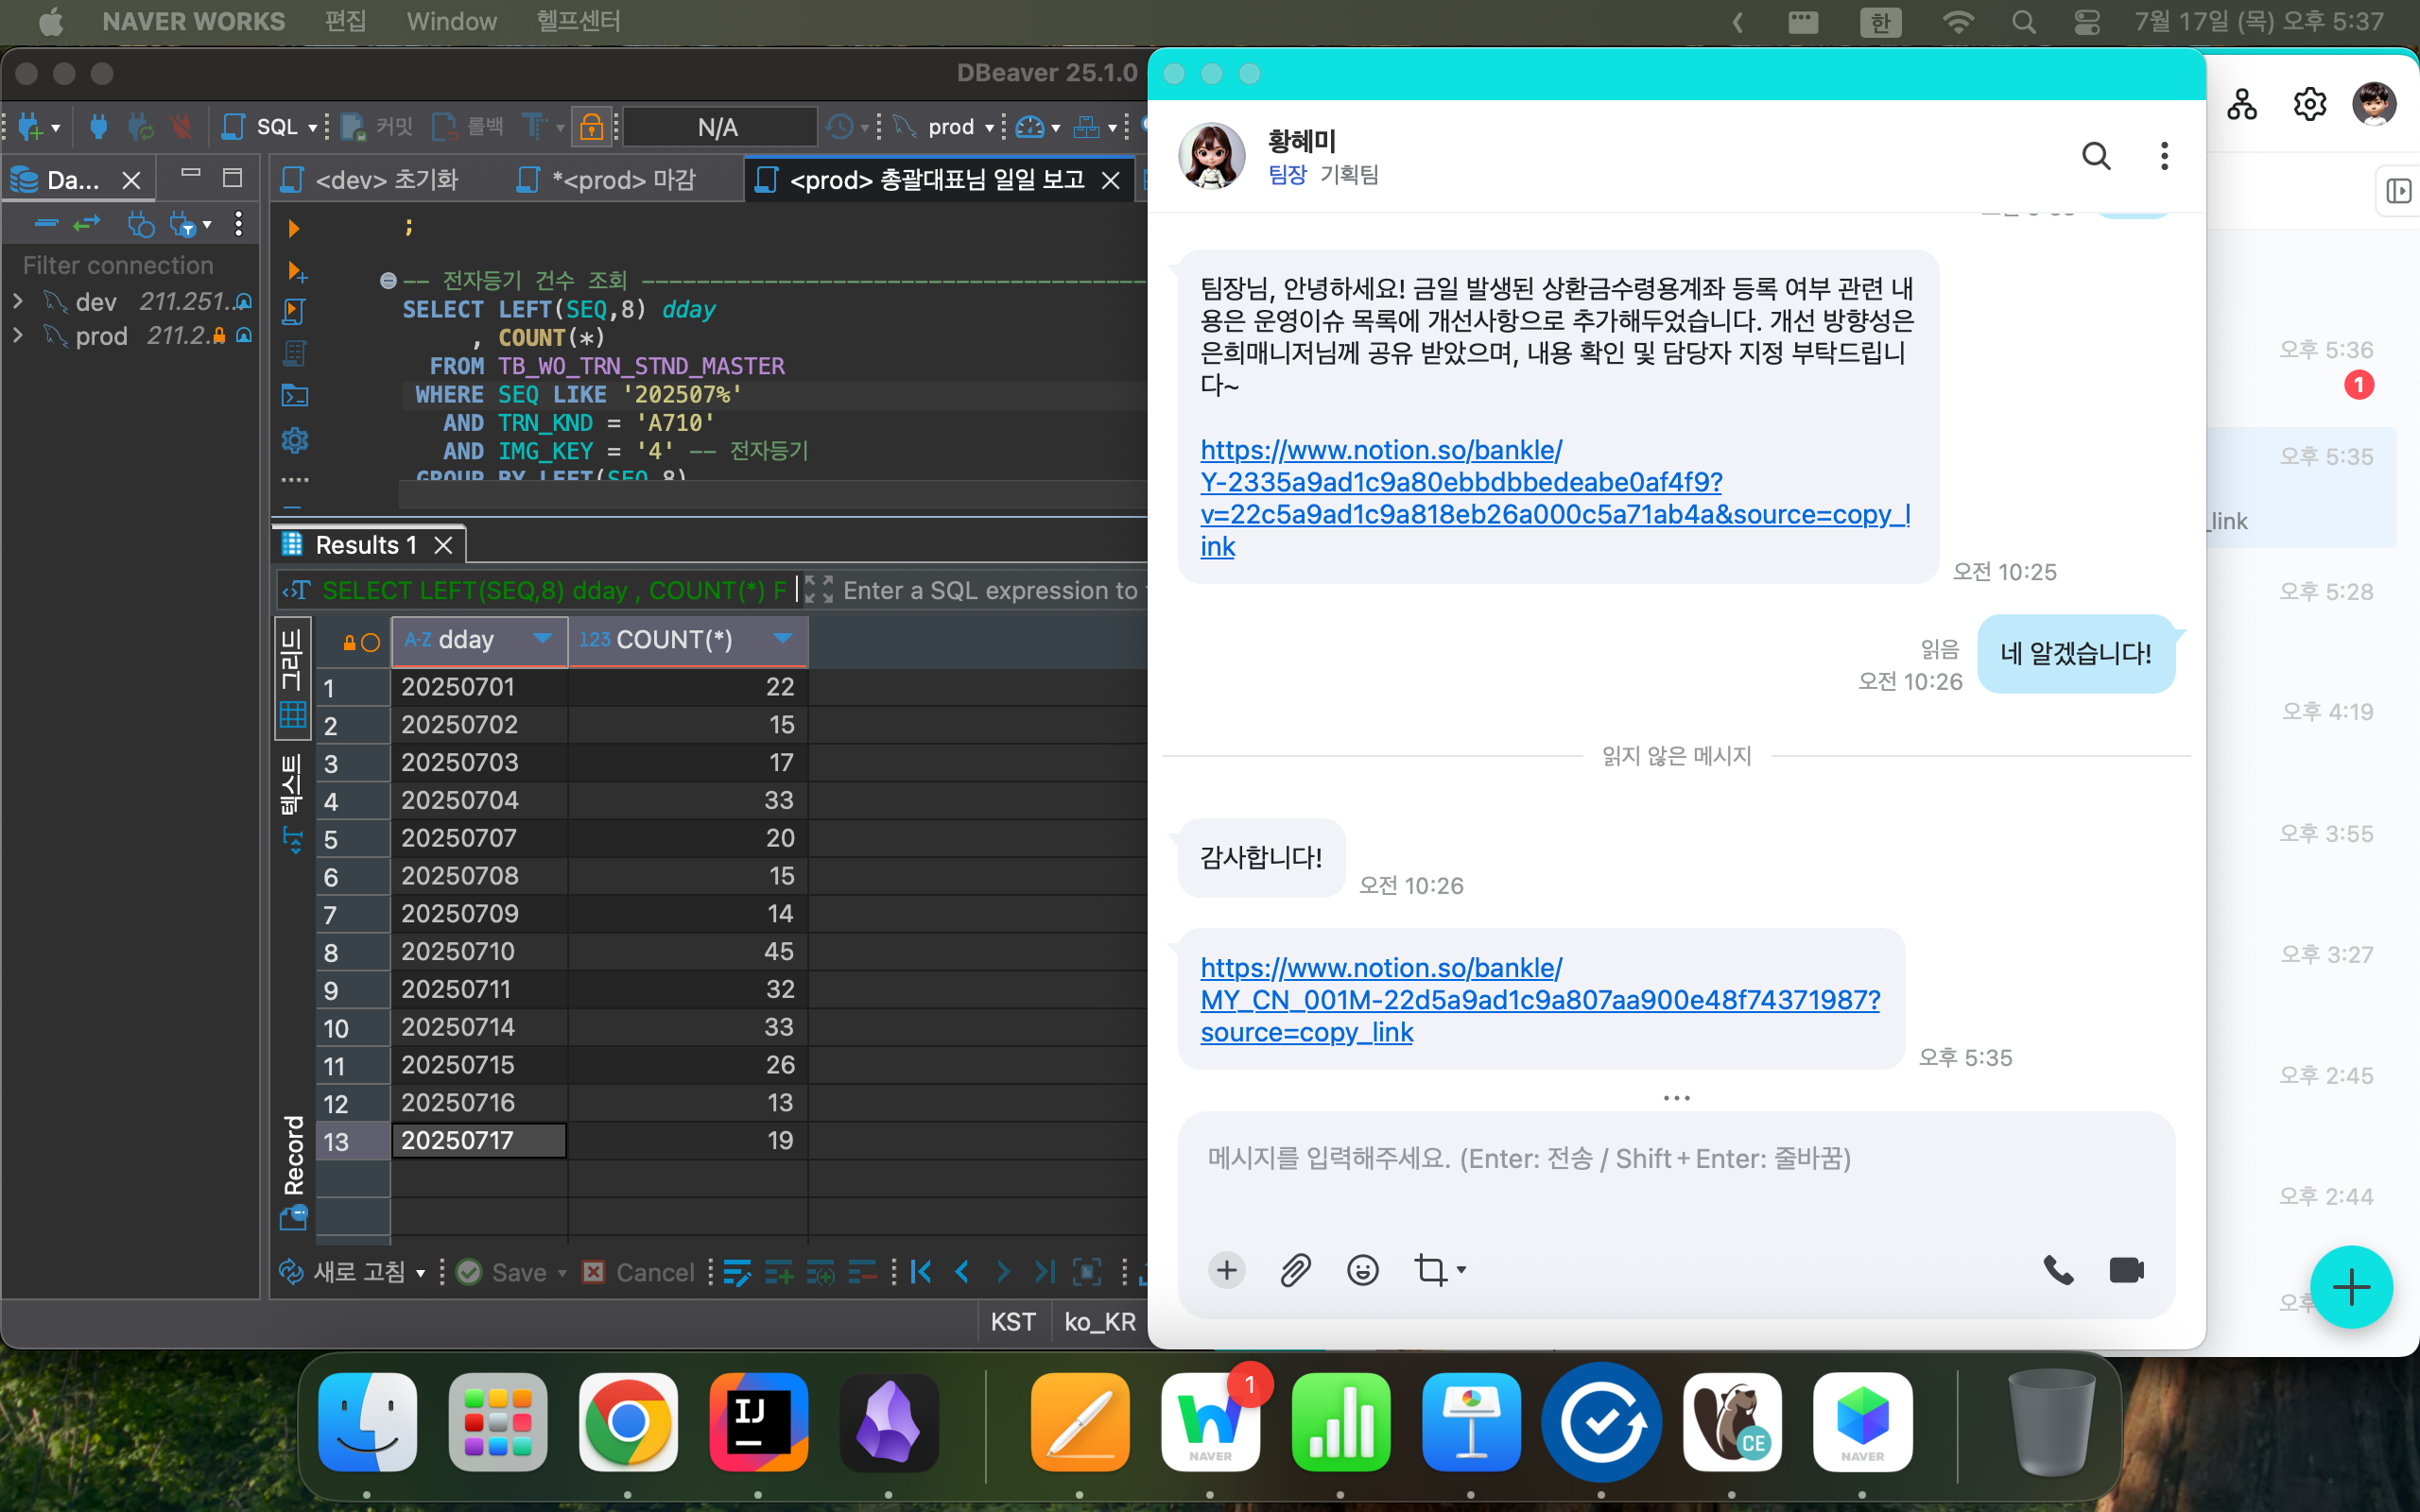 NAVER WORKS 편집 Window 헬프센터
한 7월 17일 (목) 오후 5:37
DBeaver 25.1.0
SQL 커밋 롤백 N/A prod
Da...
Filter connection
dev 211.251...
prod 211.2...
<dev> 초기화
*<prod> 마감
<prod> 총괄대표님 일일 보고
;
-- 전자등기 건수 조회 --------------------------------------
SELECT LEFT(SEQ,8) dday
, COUNT(*)
FROM TB_WO_TRN_STND_MASTER
WHERE SEQ LIKE '202507%'
AND TRN_KND = 'A710'
AND IMG_KEY = '4' -- 전자등기
GROUP BY LEFT(SEQ,8)
Results 1
SELECT LEFT(SEQ,8) dday , COUNT(*) F
Enter a SQL expression to
그리드
텍스트
Record
A-Z dday 123 COUNT(*)
1 20250701 22
2 20250702 15
3 20250703 17
4 20250704 33
5 20250707 20
6 20250708 15
7 20250709 14
8 20250710 45
9 20250711 32
10 20250714 33
11 20250715 26
12 20250716 13
13 20250717 19
새로 고침 Save Cancel
KST ko_KR
황혜미
팀장 기획팀
팀장님, 안녕하세요! 금일 발생된 상환금수령용계좌 등록 여부 관련 내
용은 운영이슈 목록에 개선사항으로 추가해두었습니다. 개선 방향성은
은희매니저님께 공유 받았으며, 내용 확인 및 담당자 지정 부탁드립니
다~
https://www.notion.so/bankle/
Y-2335a9ad1c9a80ebbdbbedeabe0af4f9?
v=22c5a9ad1c9a818eb26a000c5a71ab4a&source=copy_l
ink
오전 10:25
읽음
오전 10:26
네 알겠습니다!
읽지 않은 메시지
감사합니다!
오전 10:26
https://www.notion.so/bankle/
MY_CN_001M-22d5a9ad1c9a807aa900e48f74371987?
source=copy_link
오후 5:35
메시지를 입력해주세요. (Enter: 전송 / Shift+Enter: 줄바꿈)
오후 5:36
1
오후 5:35
_link
오후 5:28
오후 4:19
오후 3:55
오후 3:27
오후 2:45
오후 2:44
IJ
1
NAVER
CE
NAVER